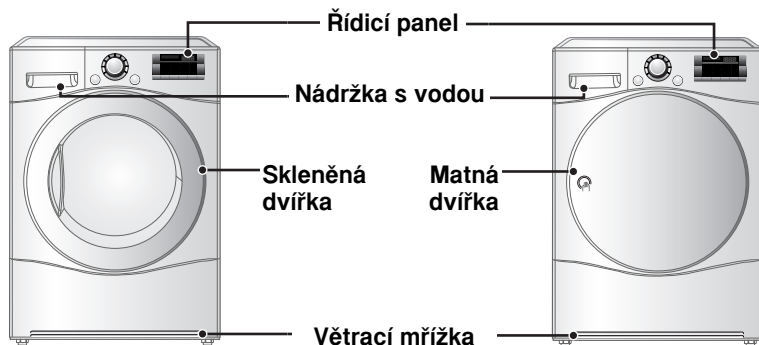 Řídicí panel
Nádržka s vodou
Skleněná
dvířka
Matná
dvířka
Větrací mřížka